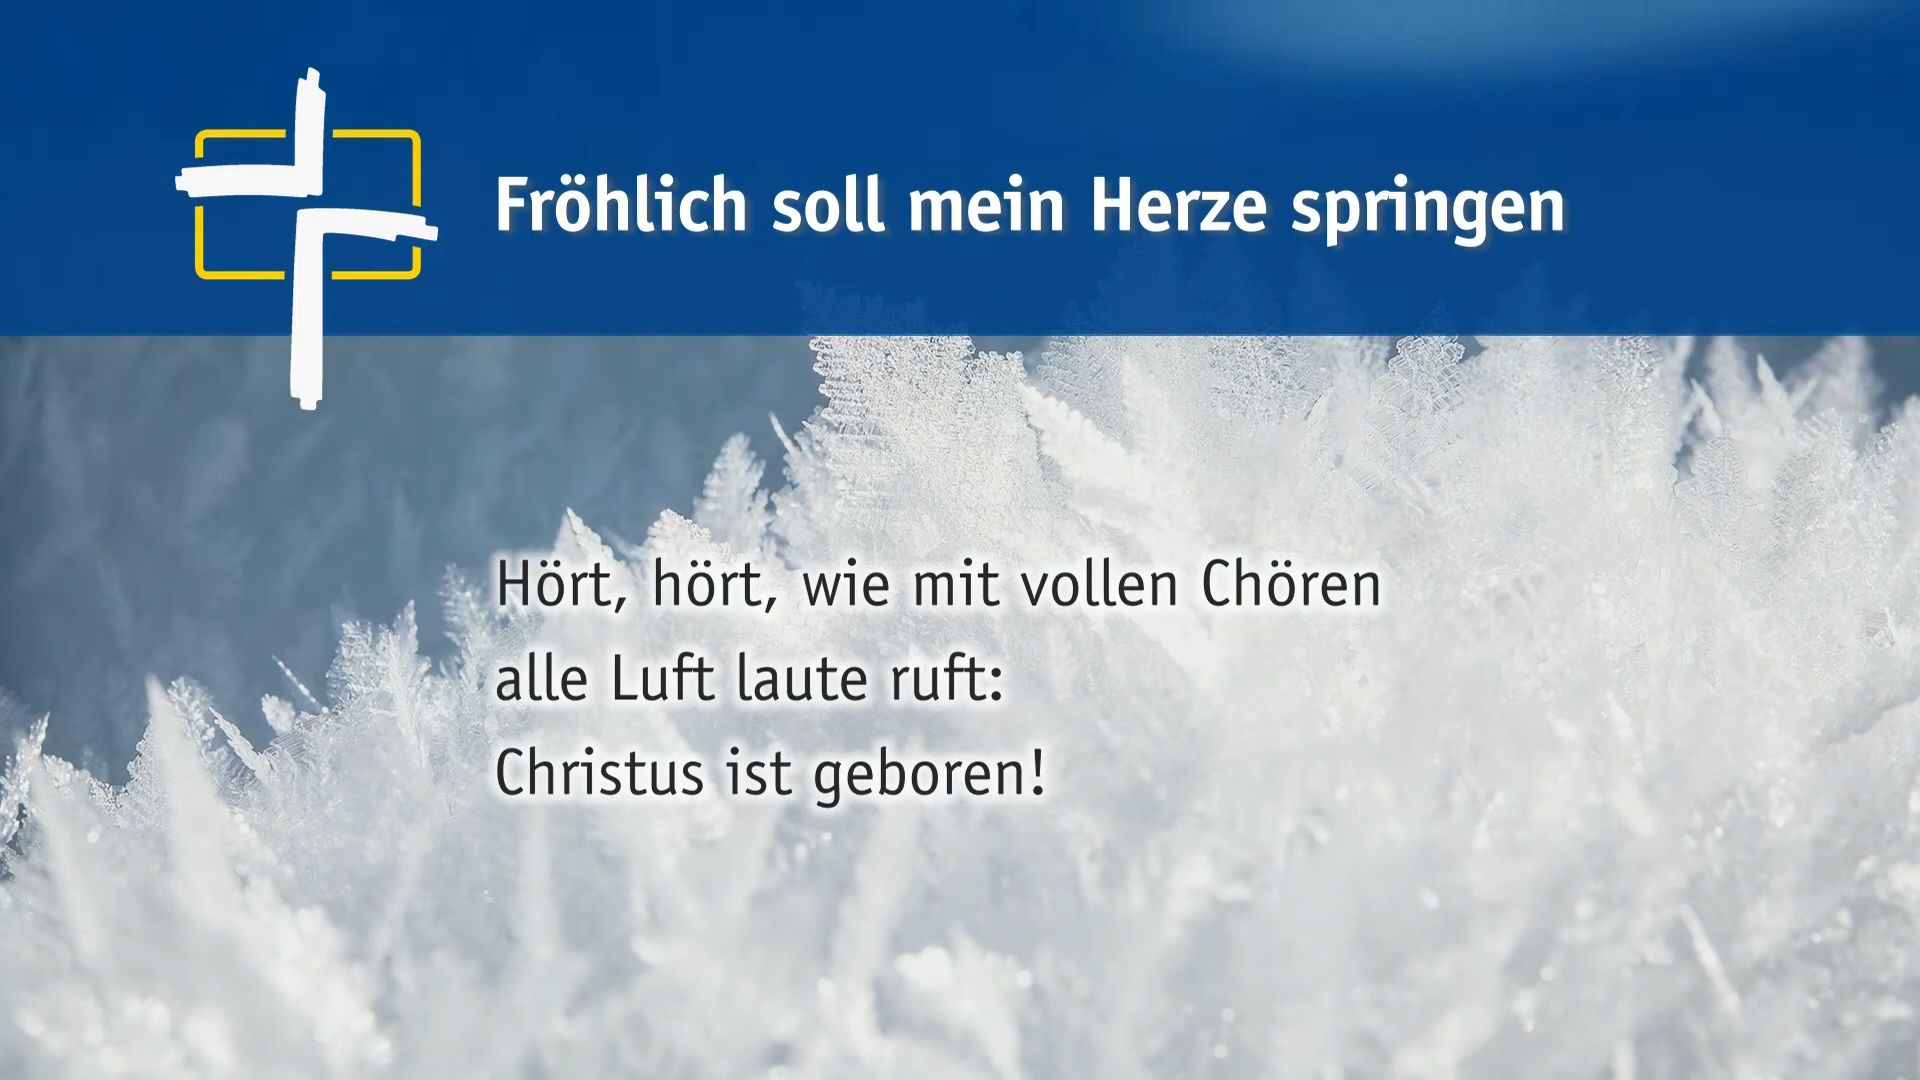 Fröhlich soll mein Herze springen
Hört, hört, wie mit vollen Chören
alle Luft laute ruft:
Christus ist geboren!